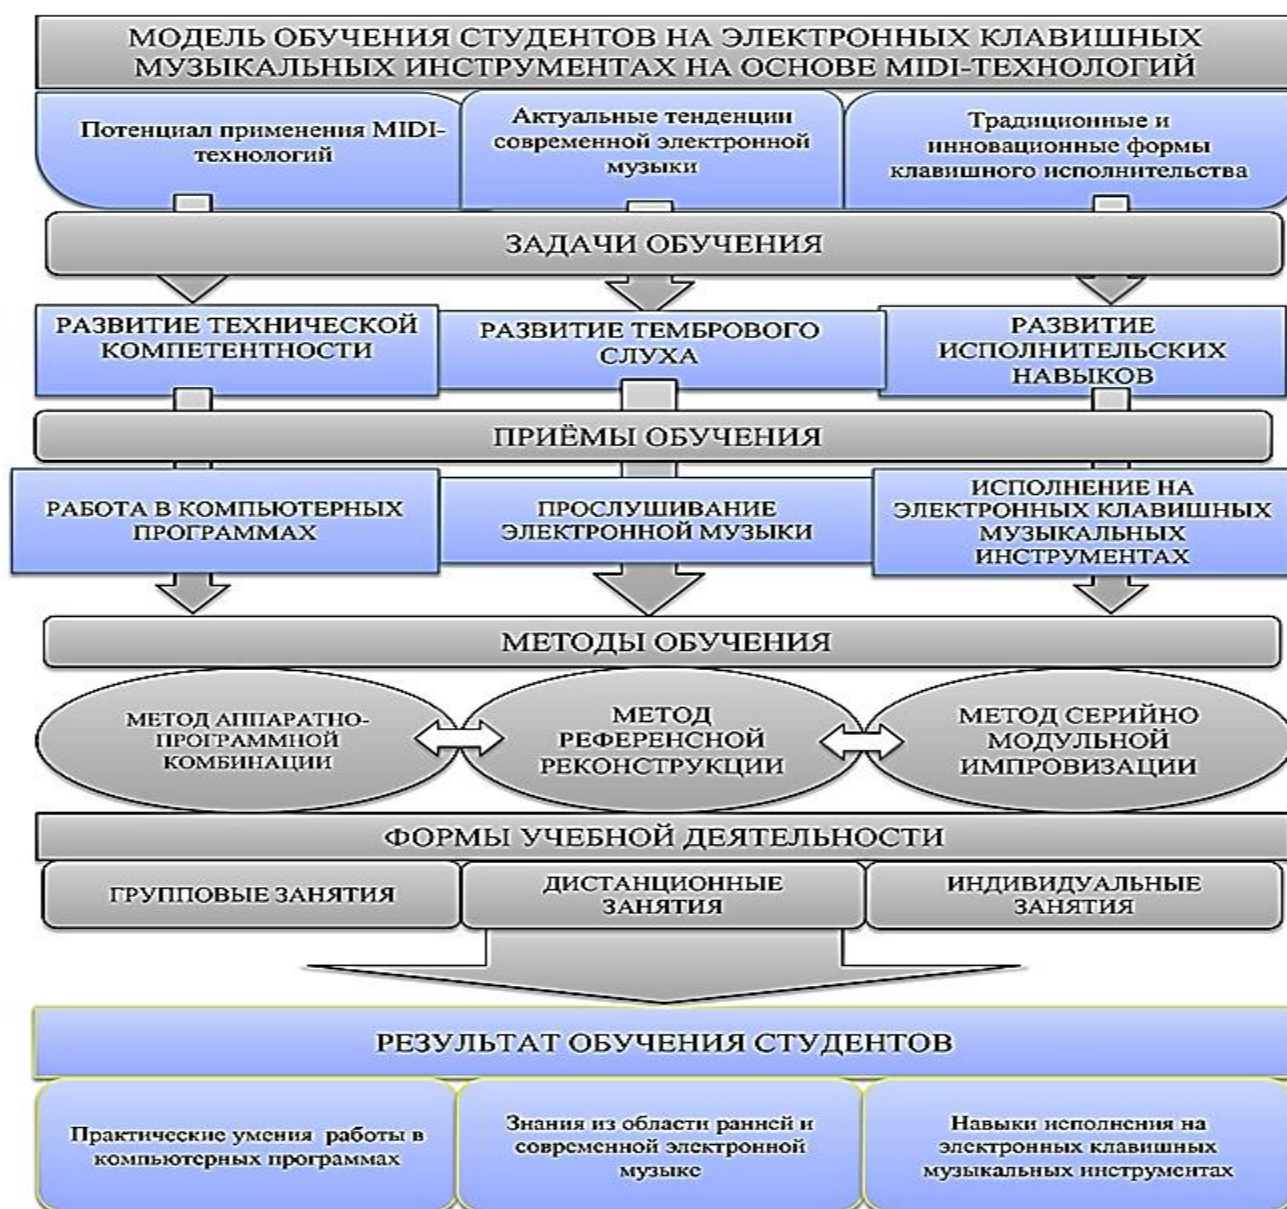 МОДЕЛЬ ОБУЧЕНИЯ СТУДЕНТОВ НА ЭЛЕКТРОННЫХ КЛАВИШНЫХ
МУЗЫКАЛЬНЫХ ИНСТРУМЕНТАХ НА ОСНОВЕ MIDI-ТЕХНОЛОГИЙ
Потенциал применения MIDI-
технологий
Актуальные тенденции
современной электронной
музыки
Традиционные и
инновационные формы
клавишного исполнительства
ЗАДАЧИ ОБУЧЕНИЯ
РАЗВИТИЕ ТЕХНИЧЕСКОЙ
КОМПЕТЕНТНОСТИ
РАЗВИТИЕ ТЕМБРОВОГО
СЛУХА
РАЗВИТИЕ
ИСПОЛНИТЕЛЬСКИХ
НАВЫКОВ
ПРИЁМЫ ОБУЧЕНИЯ
РАБОТА В КОМПЬЮТЕРНЫХ
ПРОГРАММАХ
ПРОСЛУШИВАНИЕ
ЭЛЕКТРОННОЙ МУЗЫКИ
ИСПОЛНЕНИЕ НА
ЭЛЕКТРОННЫХ КЛАВИШНЫХ
МУЗЫКАЛЬНЫХ
ИНСТРУМЕНТАХ
МЕТОДЫ ОБУЧЕНИЯ
МЕТОД АППАРАТНО-
ПРОГРАММНОЙ
КОМБИНАЦИИ
МЕТОД
РЕФЕРЕНСНОЙ
РЕКОНСТРУКЦИИ
МЕТОД СЕРИЙНО
МОДУЛЬНОЙ
ИМПРОВИЗАЦИИ
ФОРМЫ УЧЕБНОЙ ДЕЯТЕЛЬНОСТИ
ГРУППОВЫЕ ЗАНЯТИЯ
ДИСТАНЦИОННЫЕ
ЗАНЯТИЯ
ИНДИВИДУАЛЬНЫЕ
ЗАНЯТИЯ
РЕЗУЛЬТАТ ОБУЧЕНИЯ СТУДЕНТОВ
Практические умения работы в
компьютерных программах
Знания из области ранней и
современной электронной
музыке
Навыки исполнения на
электронных клавишных
музыкальных инструментах